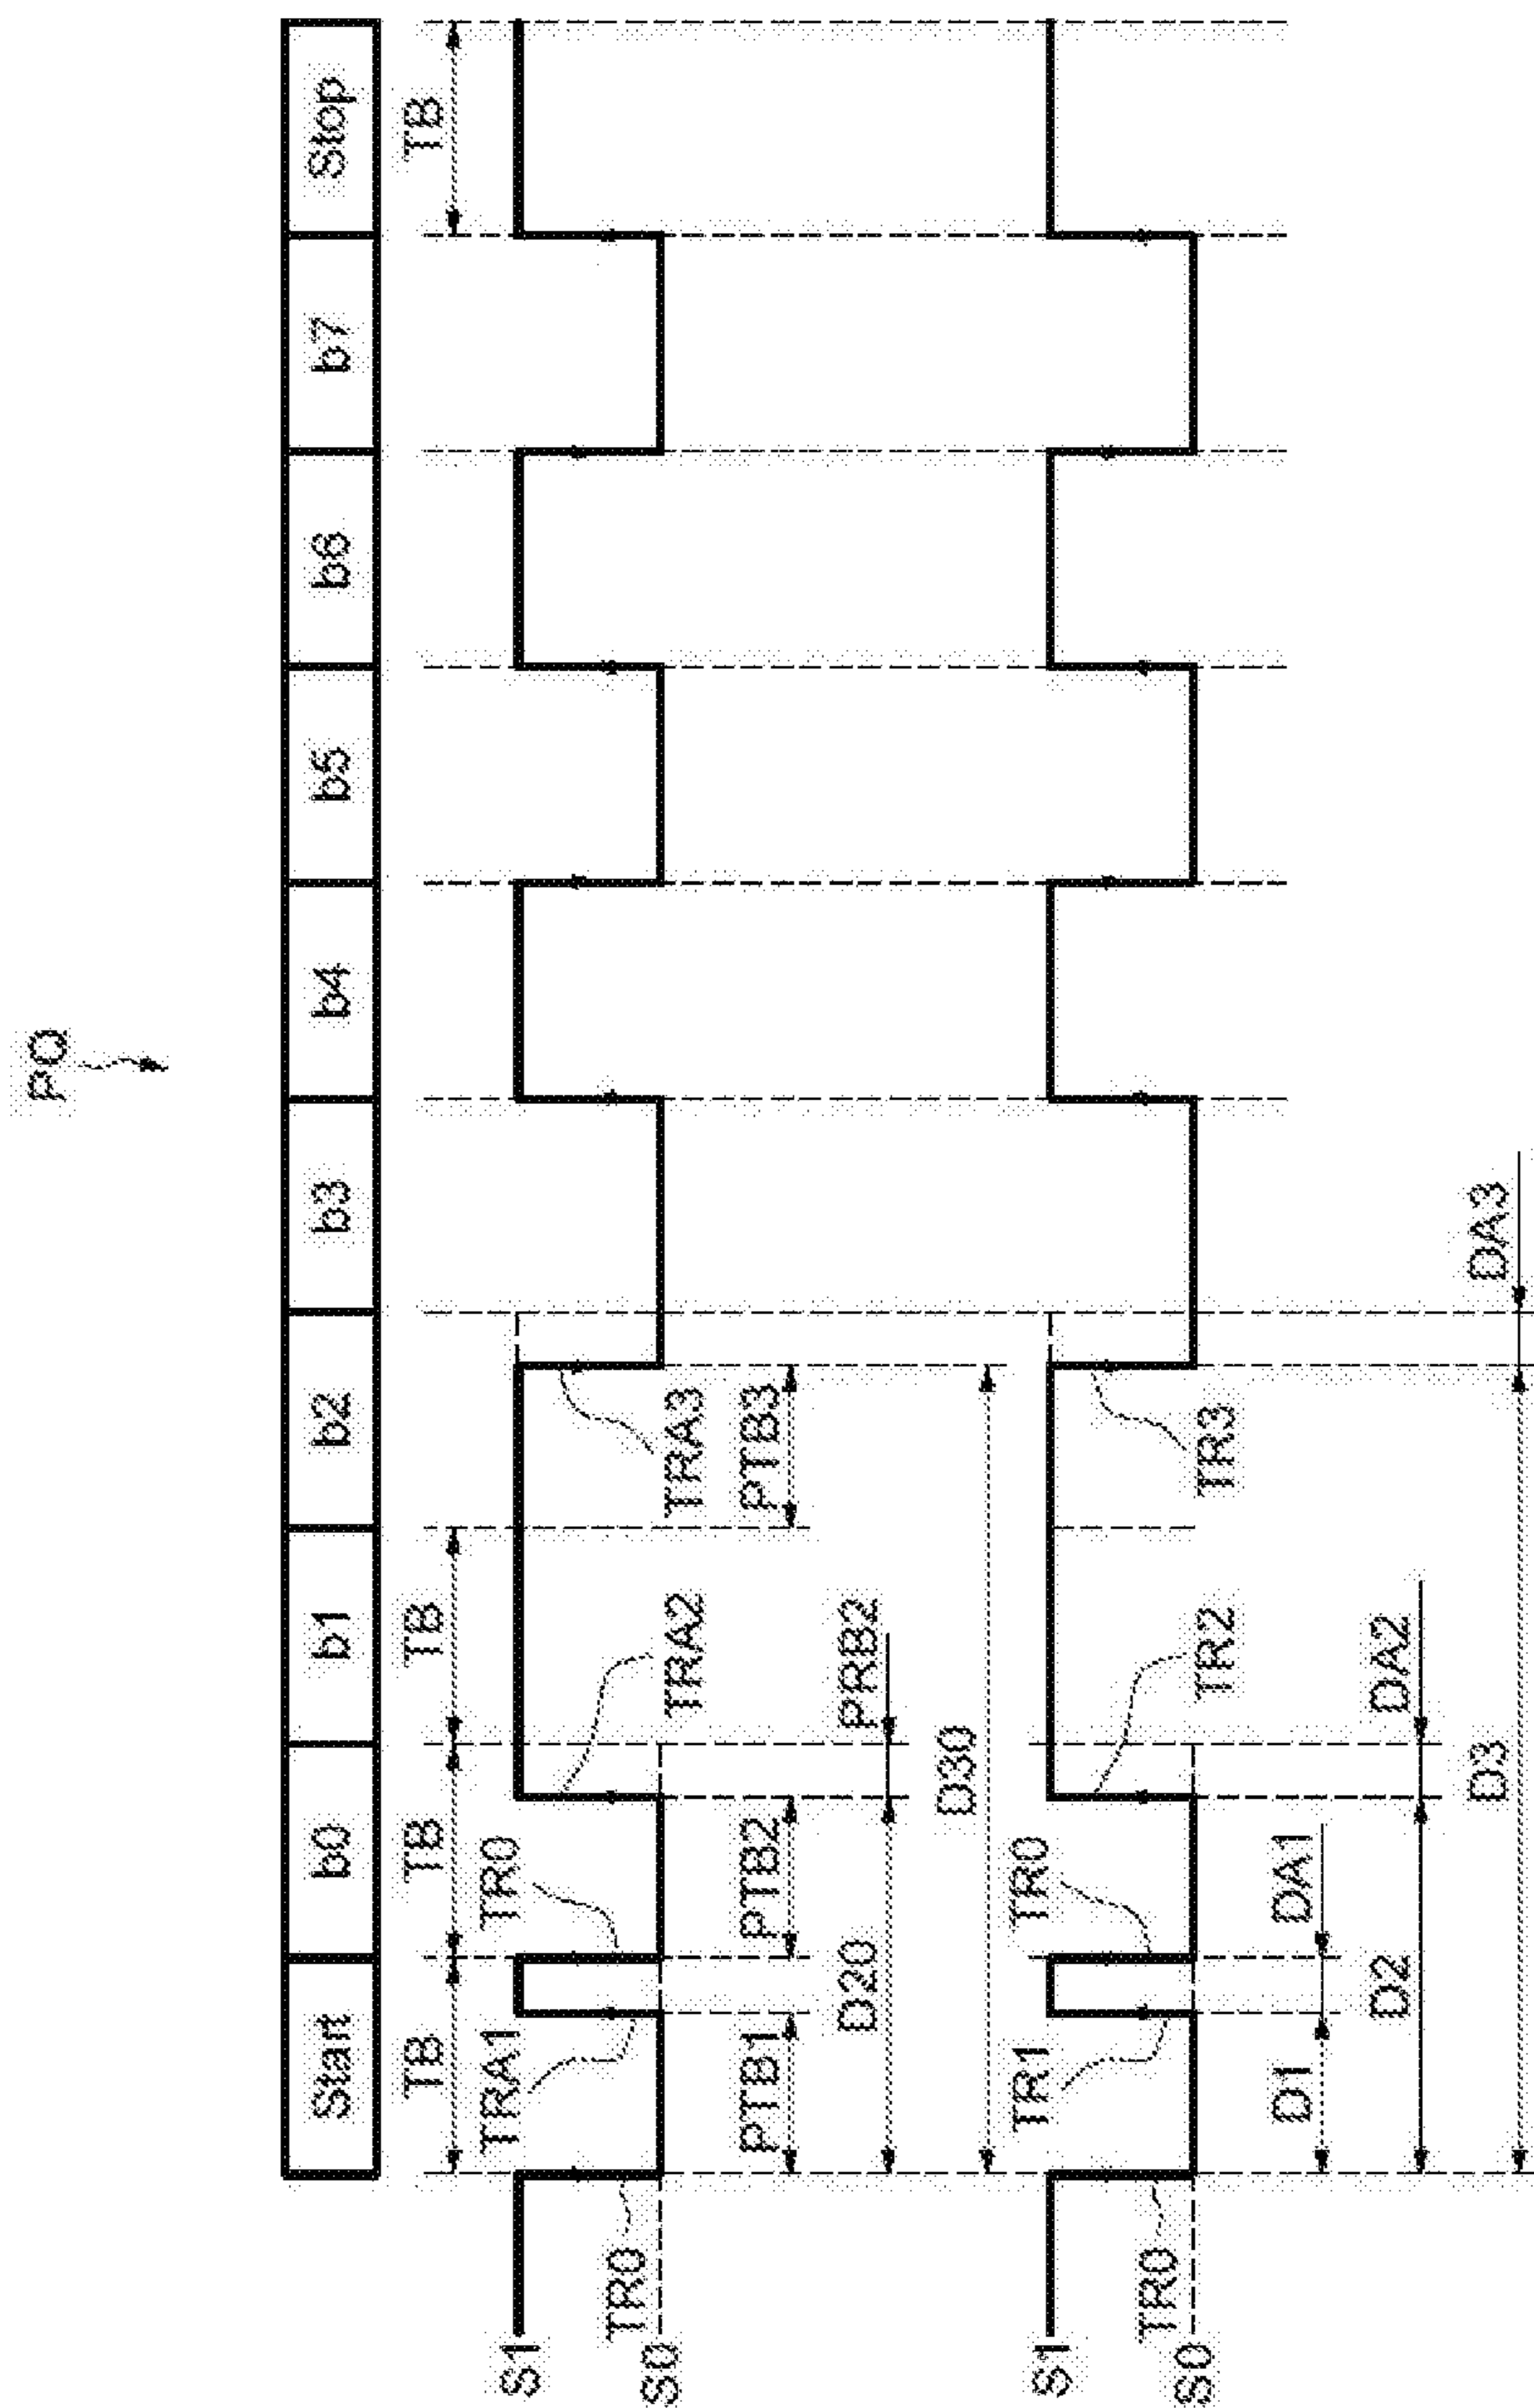 PQ
Start b0 b1 b2 b3 b4 b5 b6 b7 Stop
TB TB TB TB
S1
TRA1 TR0
TR0
S0
TRA2 TRA3
PTB1 PTB2 PTB3
D20 PRB2
D30
S1
TR1 TR0
TR0
S0
TR2 TR3
D1 DA1
D2 DA2
D3 DA3